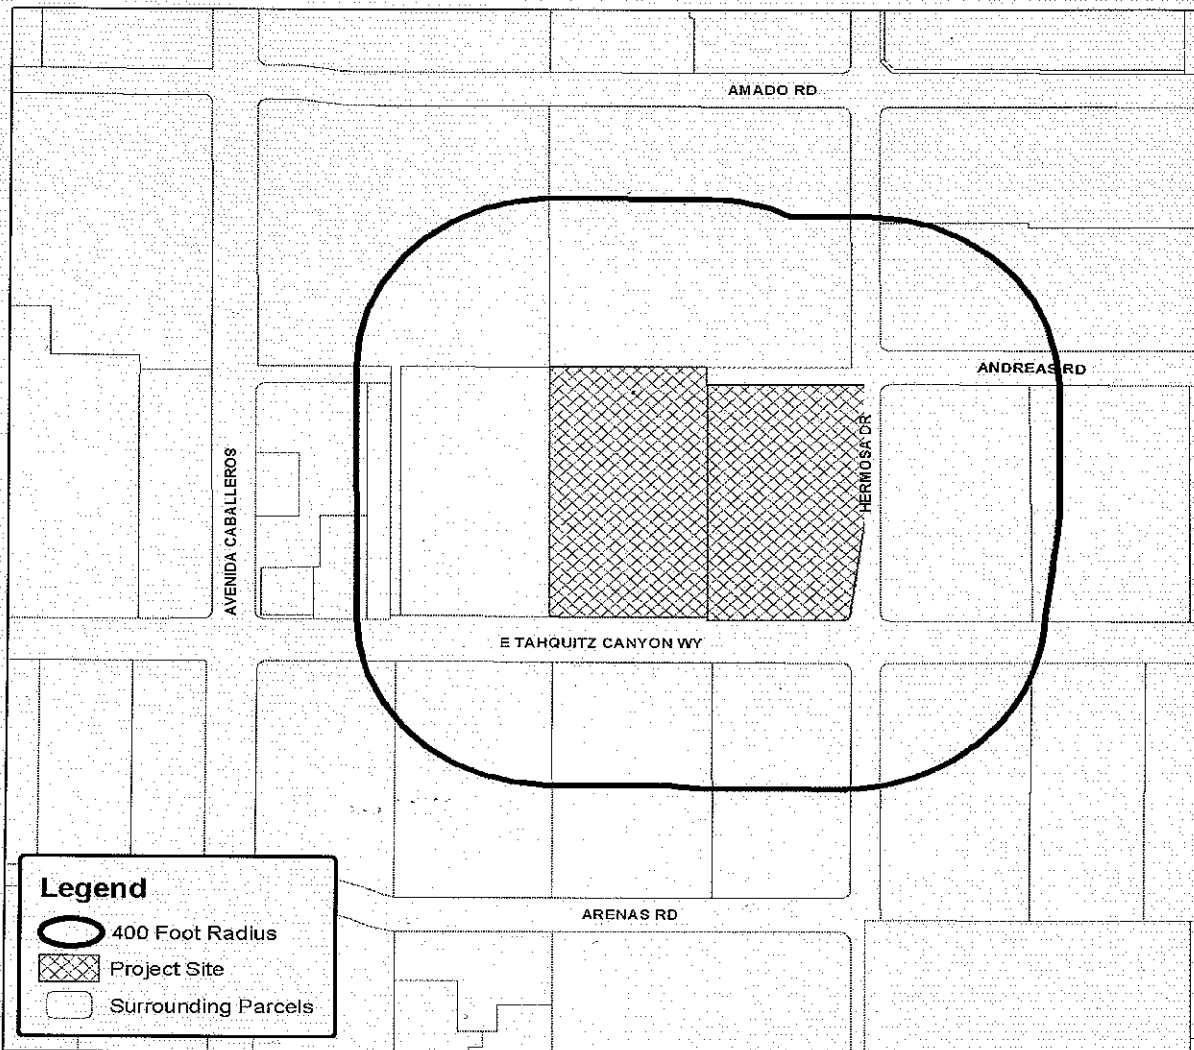 AMADO RD
ANDREAS RD
HERMOSA DR
AVENIDA CABALLEROS
E TAHQUITZ CANYON WY
ARENAS RD
Legend
400 Foot Radius
Project Site
Surrounding Parcels